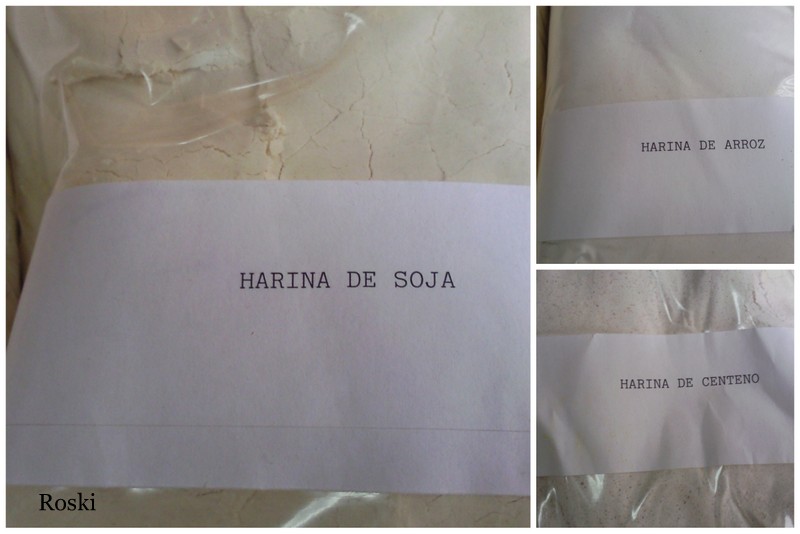 HARINA DE SOJA
HARINA DE ARROZ
HARINA DE CENTENO
Roski